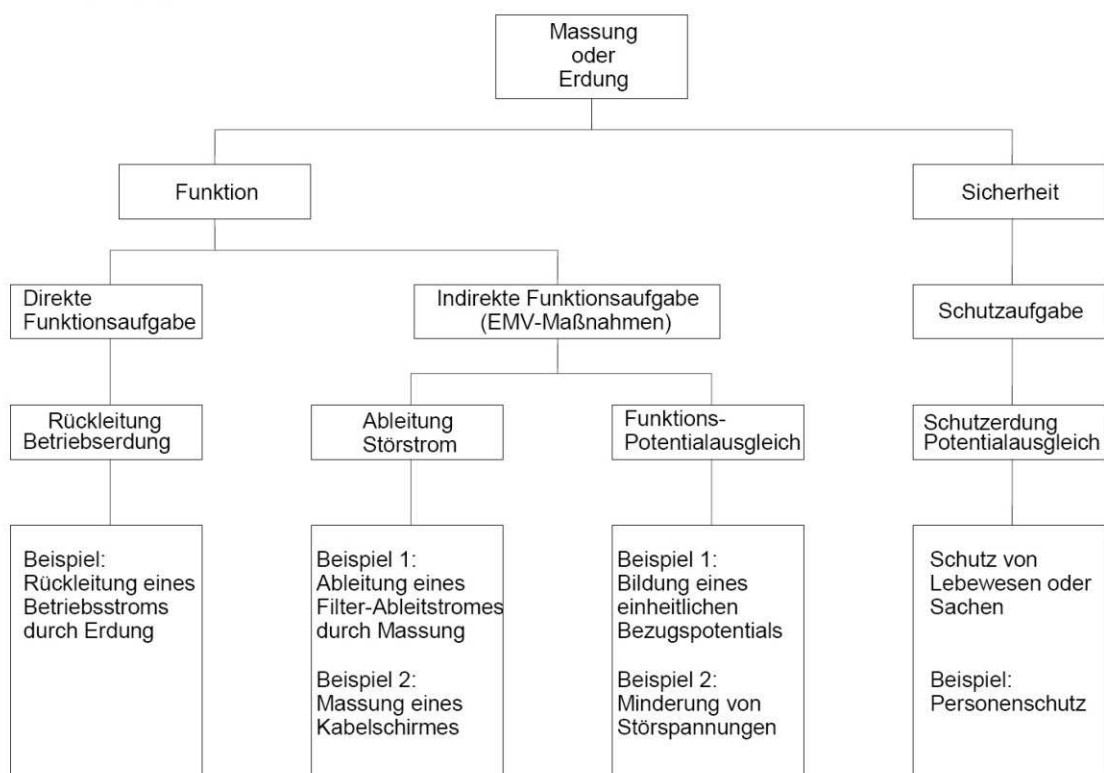 Massung
oder
Erdung
Funktion
Sicherheit
Direkte
Funktionsaufgabe
Indirekte Funktionsaufgabe
(EMV-Maßnahmen)
Schutzaufgabe
Rückleitung
Betriebserdung
Ableitung
Störstrom
Funktions-
Potentialausgleich
Schutzerdung
Potentialausgleich
Beispiel:
Rückleitung eines
Betriebsstroms
durch Erdung
Beispiel 1:
Ableitung eines
Filter-Ableitstromes
durch Massung
Beispiel 2:
Massung eines
Kabelschirmes
Beispiel 1:
Bildung eines
einheitlichen
Bezugspotentials
Beispiel 2:
Minderung von
Störspannungen
Schutz von
Lebewesen oder
Sachen
Beispiel:
Personenschutz